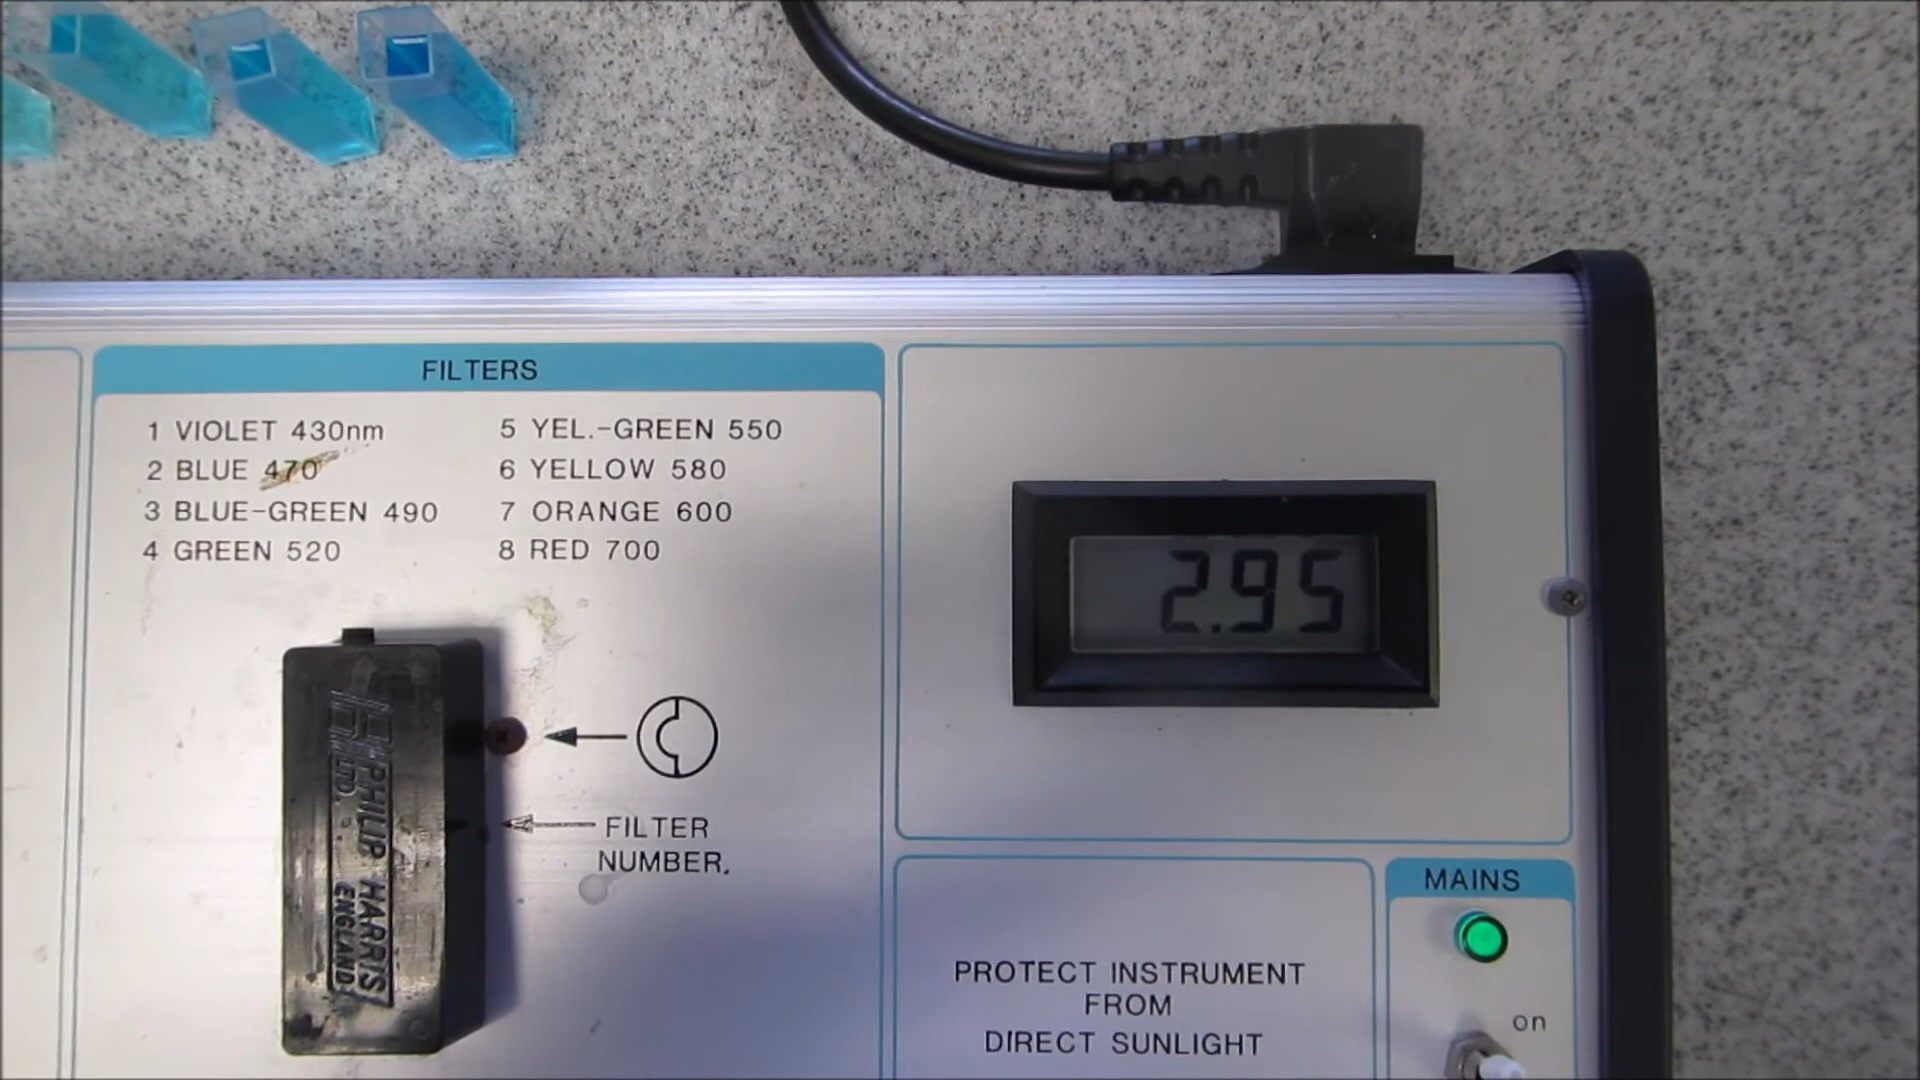 FILTERS
1 VIOLET 430nm
2 BLUE 470
3 BLUE-GREEN 490
4 GREEN 520
5 YEL.-GREEN 550
6 YELLOW 580
7 ORANGE 600
8 RED 700
2.95
PHILIP HARRIS
LTD.
ENGLAND
FILTER
NUMBER.
PROTECT INSTRUMENT
FROM
DIRECT SUNLIGHT
MAINS
on